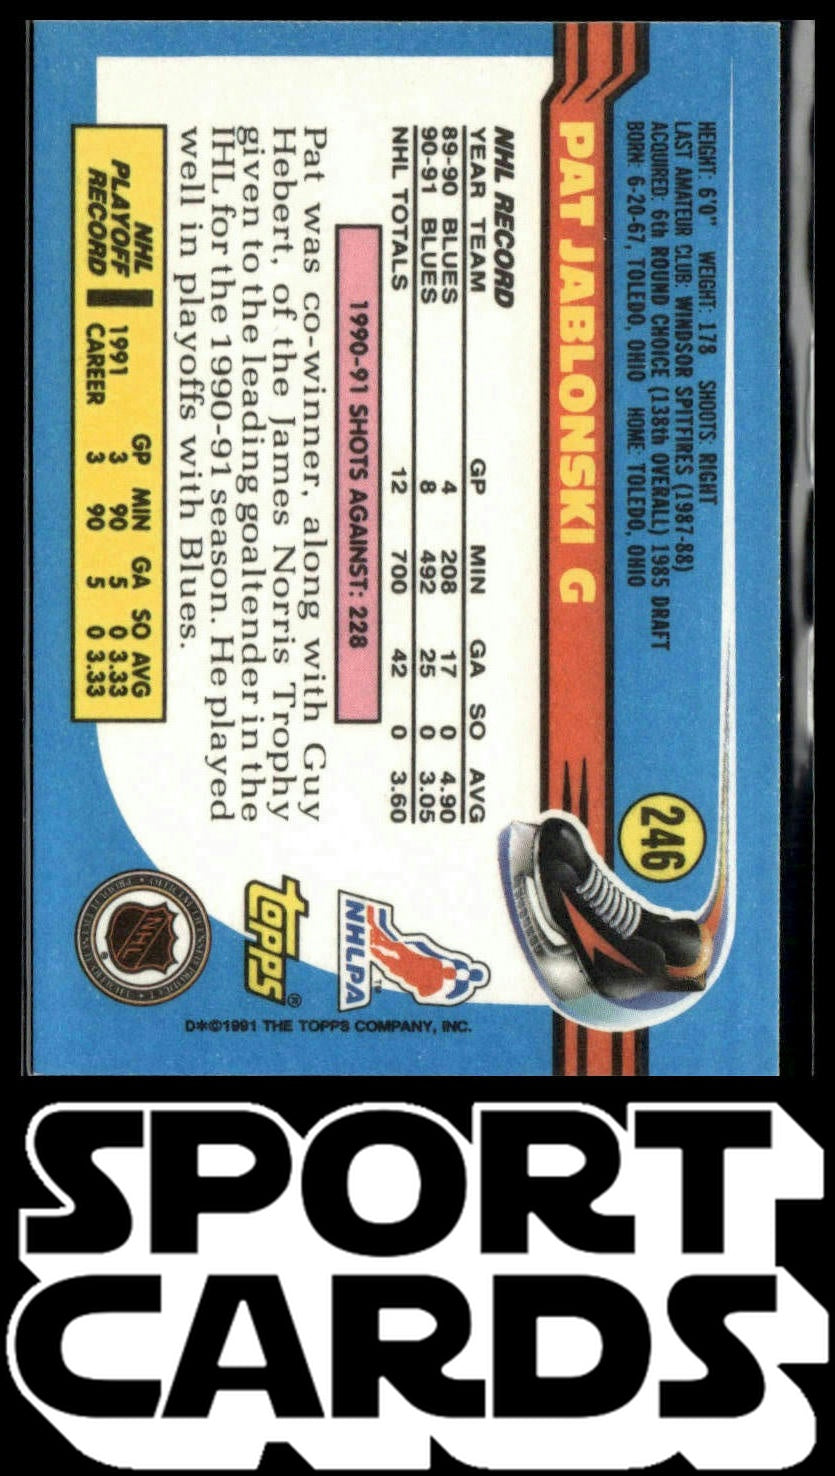 246
HEIGHT: 6'0" WEIGHT: 178 SHOOTS: RIGHT
LAST AMATEUR CLUB: WINDSOR SPITFIRES (1987-88)
ACQUIRED: 6th ROUND CHOICE (138th OVERALL) 1985 DRAFT
BORN: 6-20-67, TOLEDO, OHIO HOME: TOLEDO, OHIO
PAT JABLONSKI G
NHL RECORD
YEAR TEAM GP MIN GA SO AVG
89-90 BLUES 4 208 17 0 4.90
90-91 BLUES 8 492 25 0 3.05
NHL TOTALS 12 700 42 0 3.60
1990-91 SHOTS AGAINST: 228
Pat was co-winner, along with Guy
Hebert, of the James Norris Trophy
given to the leading goaltender in the
IHL for the 1990-91 season. He played
well in playoffs with Blues.
NHL
PLAYOFF
RECORD
GP MIN GA SO AVG
1991 3 90 5 0 3.33
CAREER 3 90 5 0 3.33
NHLPA™
topps®
NHL®
D✻©1991 THE TOPPS COMPANY, INC.
SPORT
CARDS